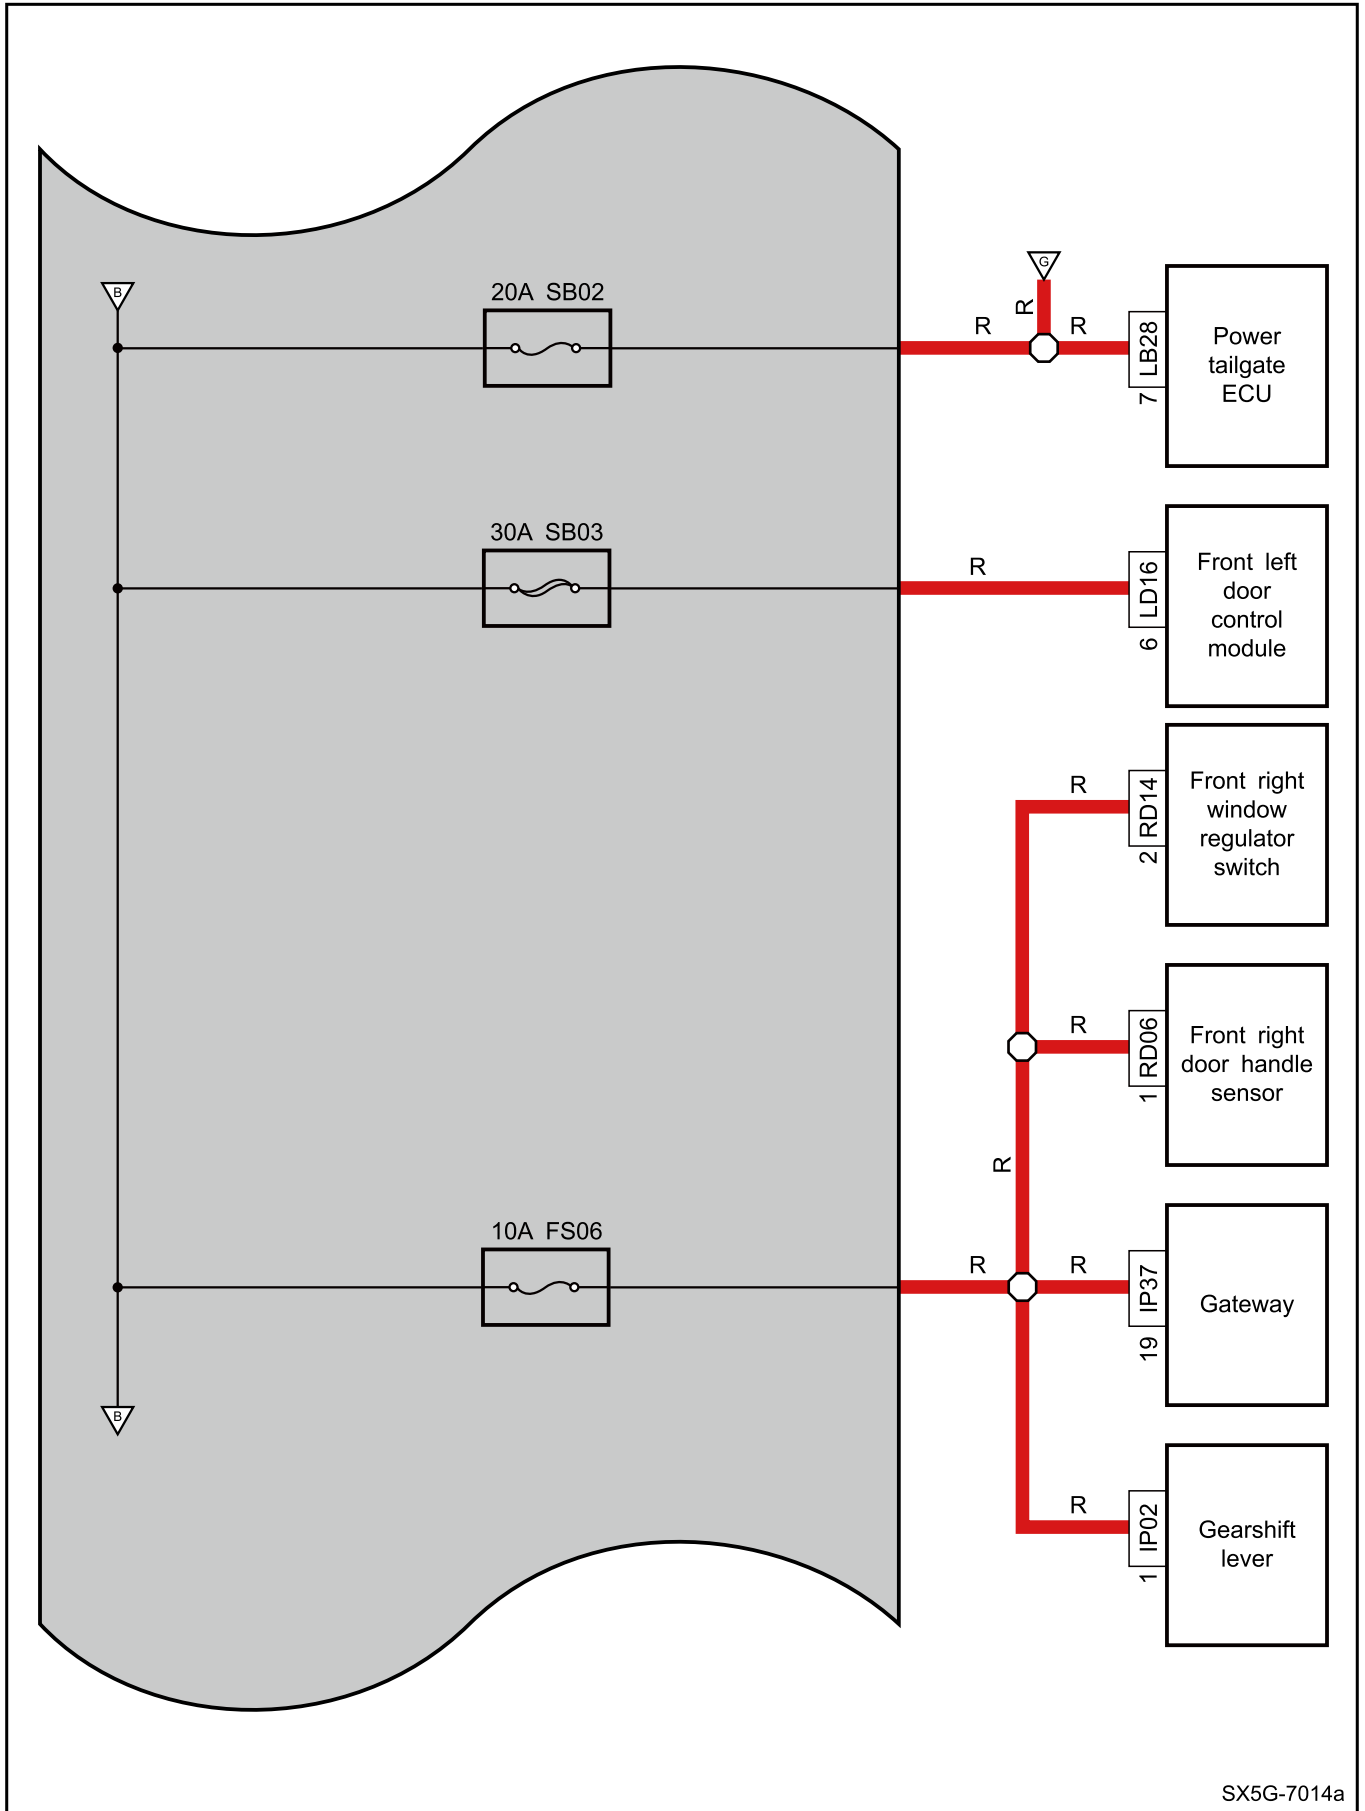 B
20A SB02
R
G
R
R
LB28
7
Power
tailgate
ECU
30A SB03
R
LD16
6
Front left
door
control
module
R
RD14
2
Front right
window
regulator
switch
R
RD06
1
Front right
door handle
sensor
R
10A FS06
R
R
IP37
19
Gateway
B
R
IP02
1
Gearshift
lever
SX5G-7014a